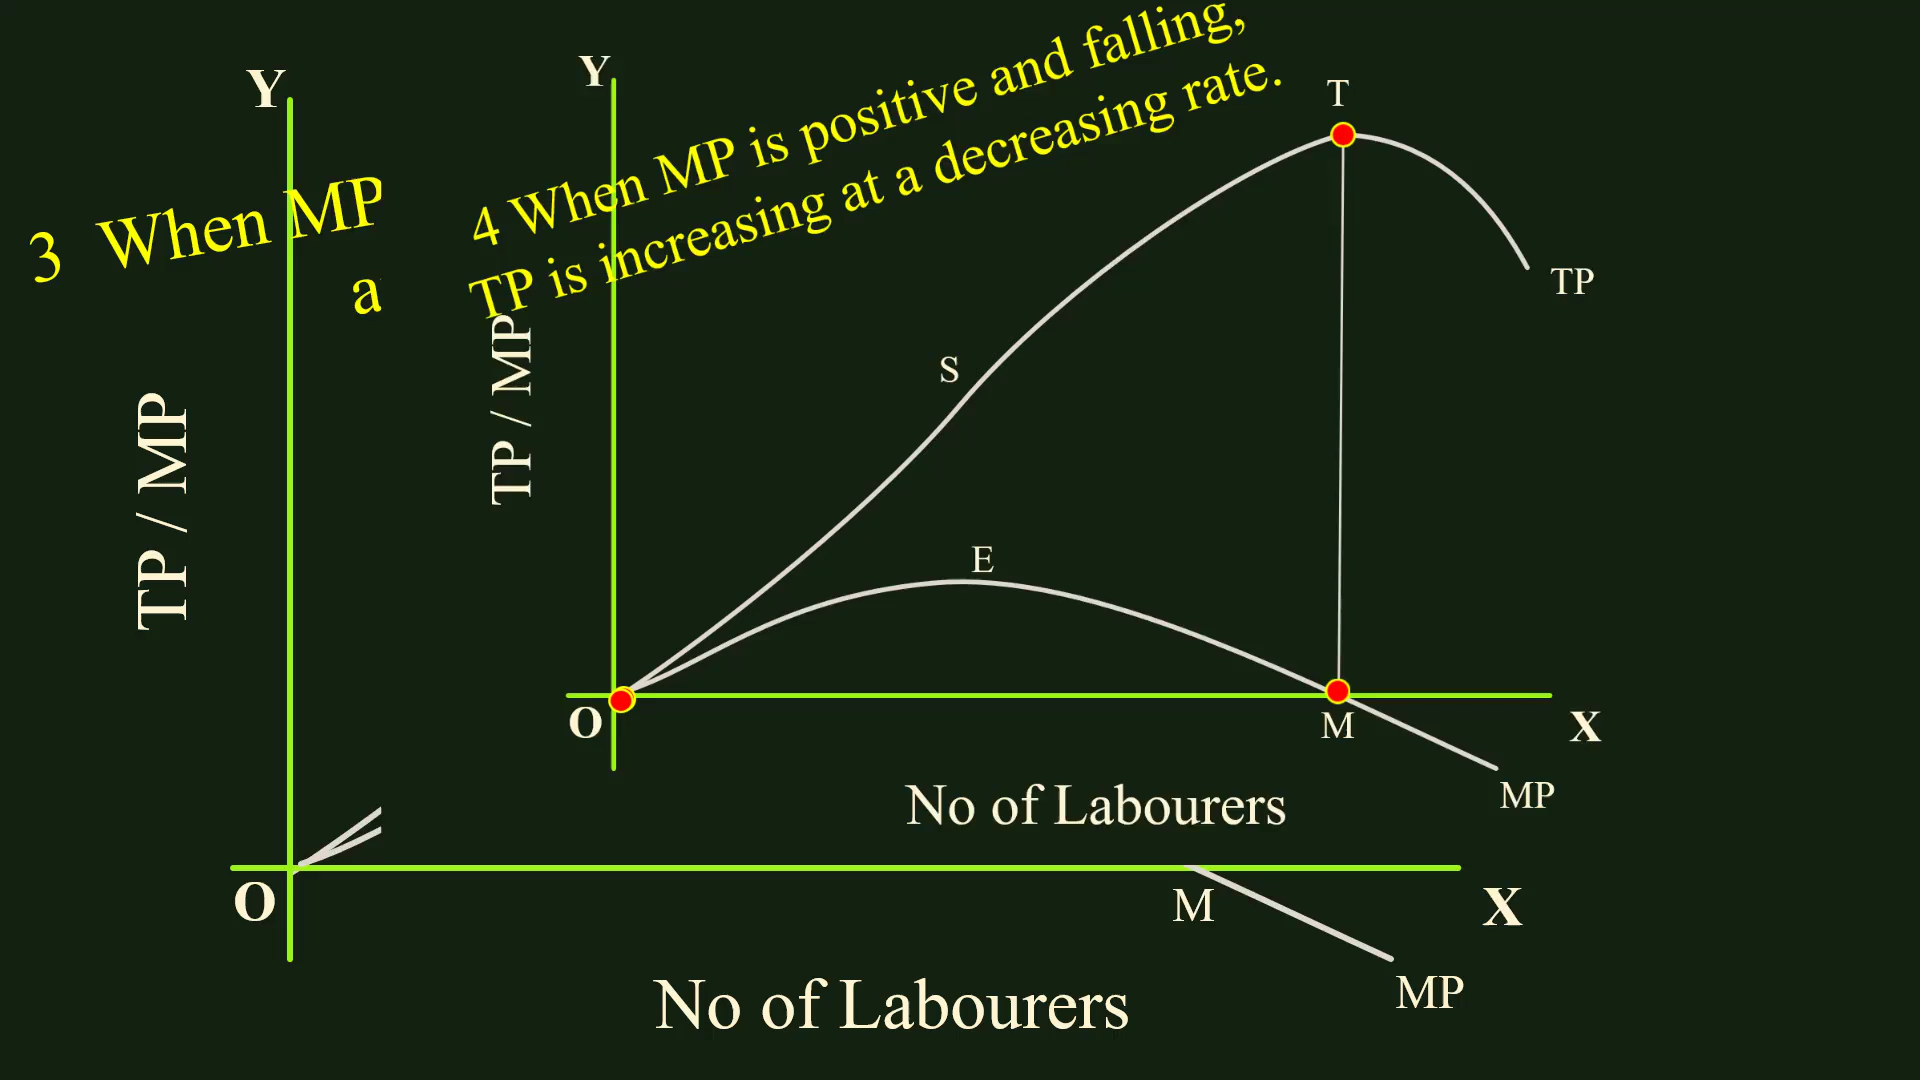 Y
3 When MP
a
TP / MP
O
M
X
MP
No of Labourers
4 When MP is positive and falling,
TP is increasing at a decreasing rate.
Y
TP / MP
T
TP
S
E
O
M
X
MP
No of Labourers